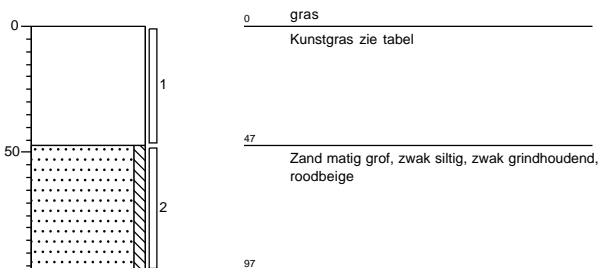 0
gras
0
Kunstgras zie tabel
1
47
50
Zand matig grof, zwak siltig, zwak grindhoudend,
roodbeige
2
97